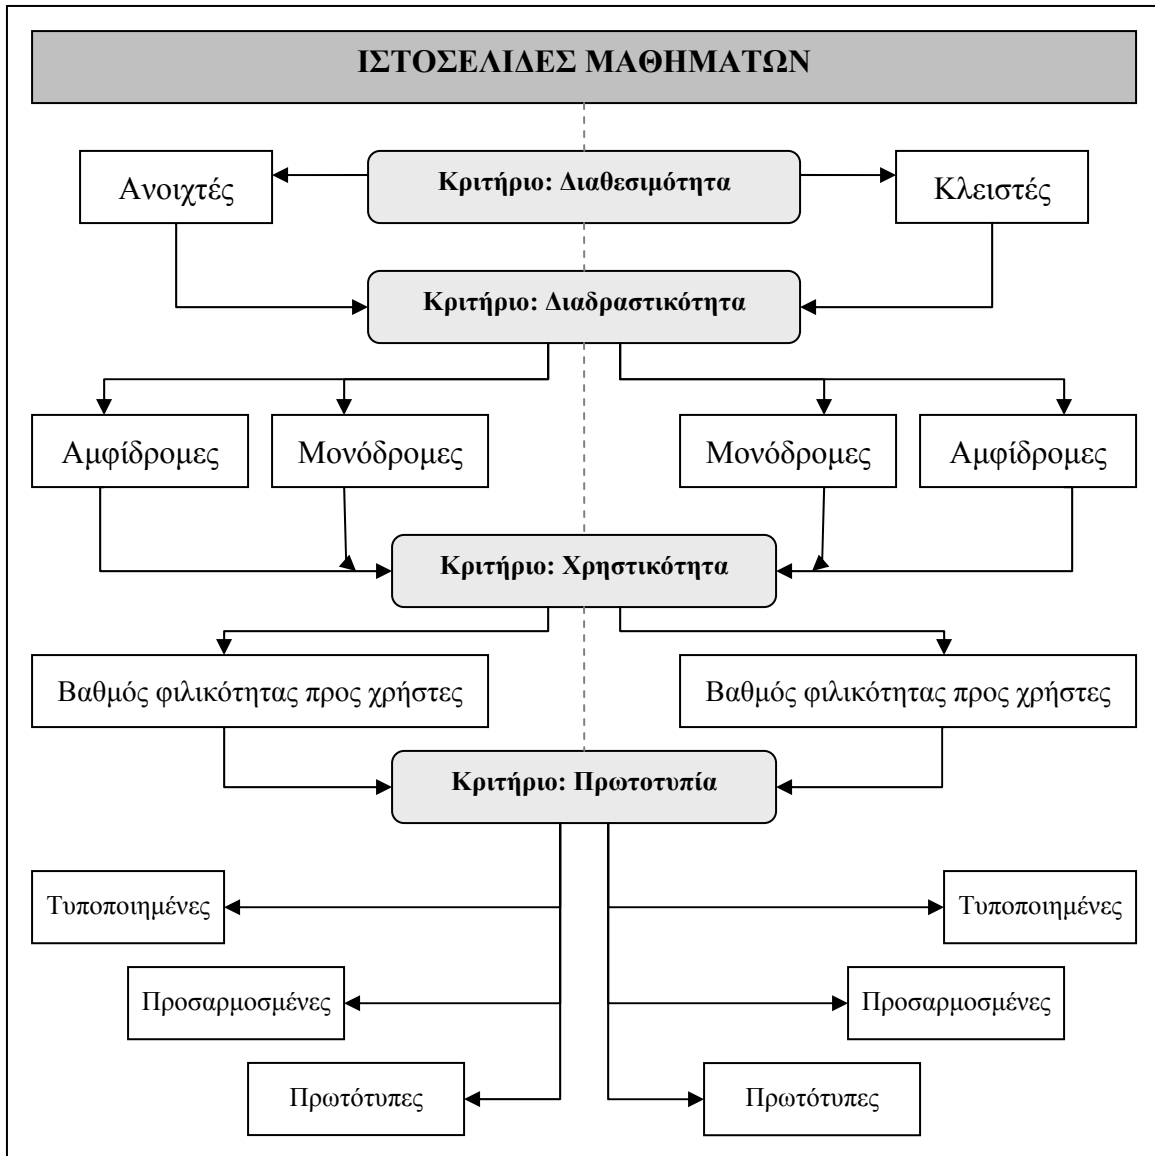 ΙΣΤΟΣΕΛΙΔΕΣ ΜΑΘΗΜΑΤΩΝ
Ανοιχτές
Κριτήριο: Διαθεσιμότητα
Κλειστές
Κριτήριο: Διαδραστικότητα
Αμφίδρομες
Μονόδρομες
Μονόδρομες
Αμφίδρομες
Κριτήριο: Χρηστικότητα
Βαθμός φιλικότητας προς χρήστες
Βαθμός φιλικότητας προς χρήστες
Κριτήριο: Πρωτοτυπία
Τυποποιημένες
Τυποποιημένες
Προσαρμοσμένες
Προσαρμοσμένες
Πρωτότυπες
Πρωτότυπες